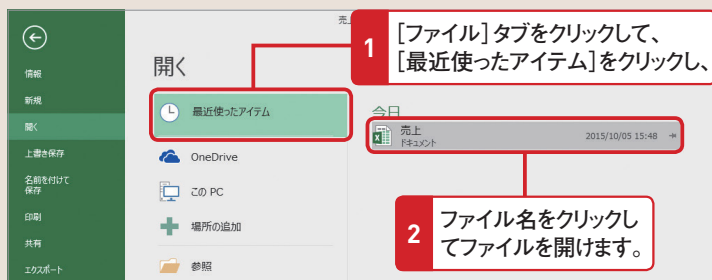 売
1
[ファイル]タブをクリックして、
[最近使ったアイテム]をクリックし、
情報
新規
開く
上書き保存
名前を付けて
保存
印刷
共有
エクスポート
開く
最近使ったアイテム
OneDrive
この PC
場所の追加
参照
今日
売上
ドキュメント
2015/10/05 15:48
2
ファイル名をクリックし
てファイルを開けます。